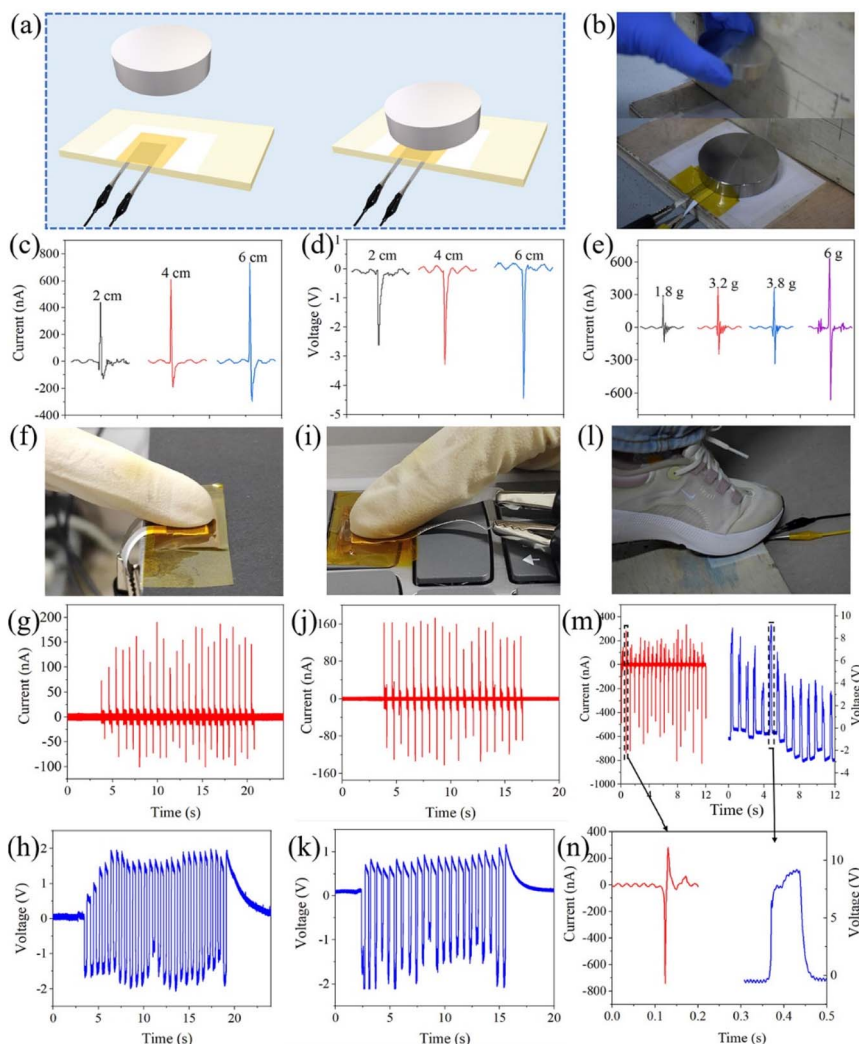 (a)
(b)
(c)
Current (nA)
800
600
400
200
0
-200
-400
2 cm
4 cm
6 cm
(d)
Voltage (V)
1
0
-1
-2
-3
-4
-5
2 cm
4 cm
6 cm
(e)
Current (nA)
600
300
0
-300
-600
1.8 g
3.2 g
3.8 g
6 g
(f)
(i)
(l)
(g)
Current (nA)
200
150
100
50
0
-50
-100
0 5 10 15 20
Time (s)
(j)
Current (nA)
160
80
0
-80
-160
0 5 10 15 20
Time (s)
(m)
Current (nA)
400
200
0
-200
-400
-600
-800
-1000
0 4 8 12
0 4 8 12
Time (s)
10
8
6
4
2
0
-2
-4
Voltage (V)
(h)
Voltage (V)
2
1
0
-1
-2
0 5 10 15 20
Time (s)
(k)
Voltage (V)
2
1
0
-1
-2
0 5 10 15 20
Time (s)
(n)
Current (nA)
400
200
0
-200
-400
-600
-800
0.0 0.1 0.2 0.3 0.4 0.5
Time (s)
10
5
0
Voltage (V)